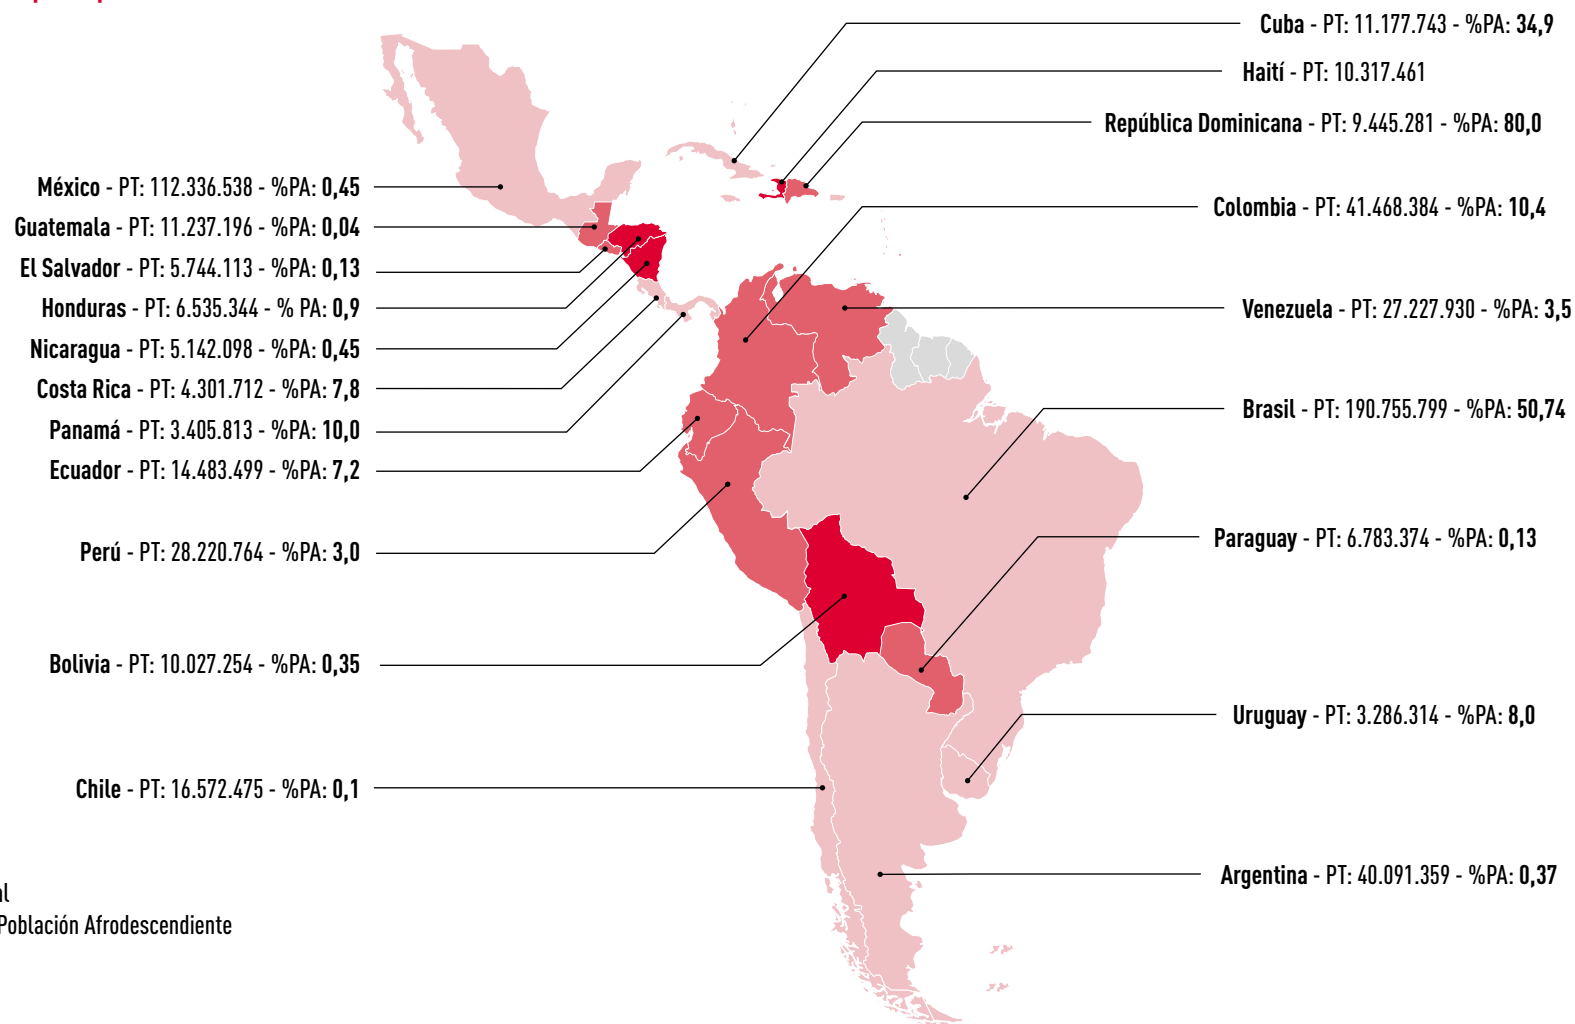 Cuba - PT: 11.177.743 - %PA: 34,9
Haití - PT: 10.317.461
República Dominicana - PT: 9.445.281 - %PA: 80,0
México - PT: 112.336.538 - %PA: 0,45
Guatemala - PT: 11.237.196 - %PA: 0,04
El Salvador - PT: 5.744.113 - %PA: 0,13
Honduras - PT: 6.535.344 - % PA: 0,9
Nicaragua - PT: 5.142.098 - %PA: 0,45
Costa Rica - PT: 4.301.712 - %PA: 7,8
Panamá - PT: 3.405.813 - %PA: 10,0
Ecuador - PT: 14.483.499 - %PA: 7,2
Perú - PT: 28.220.764 - %PA: 3,0
Bolivia - PT: 10.027.254 - %PA: 0,35
Chile - PT: 16.572.475 - %PA: 0,1
Colombia - PT: 41.468.384 - %PA: 10,4
Venezuela - PT: 27.227.930 - %PA: 3,5
Brasil - PT: 190.755.799 - %PA: 50,74
Paraguay - PT: 6.783.374 - %PA: 0,13
Uruguay - PT: 3.286.314 - %PA: 8,0
Argentina - PT: 40.091.359 - %PA: 0,37
Población Afrodescendiente